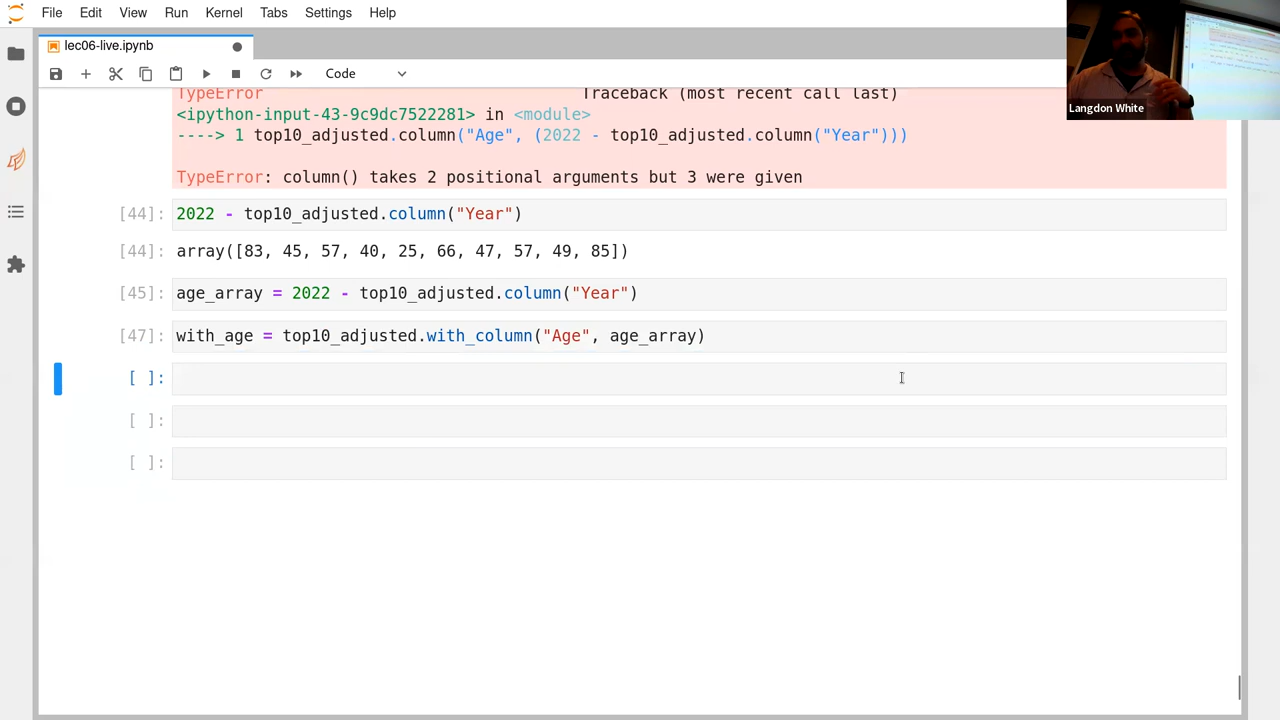 File Edit View Run Kernel Tabs Settings Help
lec06-live.ipynb
Code
Langdon White
TypeError Traceback (most recent call last)
<ipython-input-43-9c9dc7522281> in <module>
----> 1 top10_adjusted.column("Age", (2022 - top10_adjusted.column("Year")))
TypeError: column() takes 2 positional arguments but 3 were given
[44]: 2022 - top10_adjusted.column("Year")
[44]: array([83, 45, 57, 40, 25, 66, 47, 57, 49, 85])
[45]: age_array = 2022 - top10_adjusted.column("Year")
[47]: with_age = top10_adjusted.with_column("Age", age_array)
[ ]:
[ ]:
[ ]: